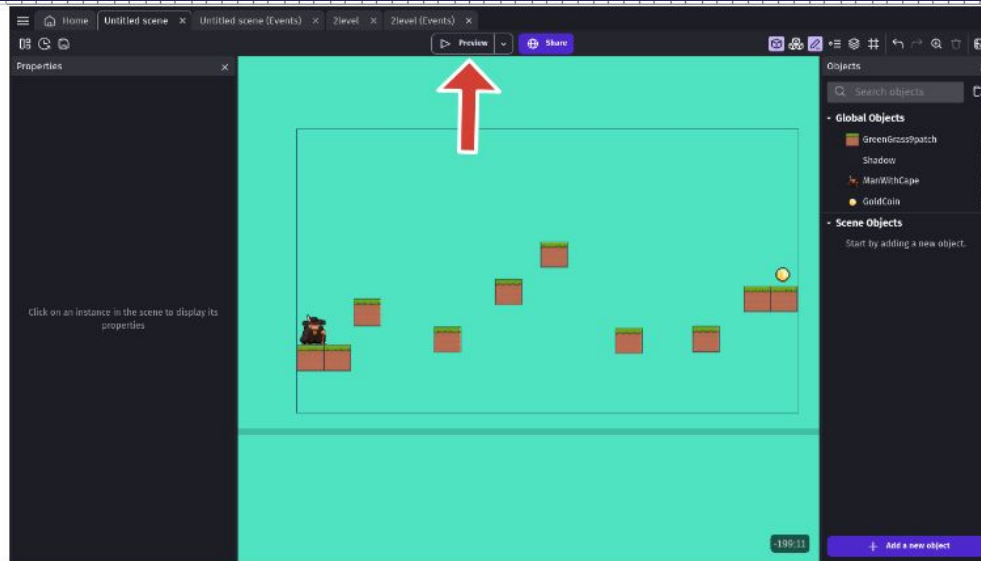 Home
Untitled scene ×
Untitled scene (Events) ×
2level ×
2level (Events) ×
Preview
Share
Properties ×
Objects
Search objects
Global Objects
GreenGrass9patch
Shadow
ManWithCape
GoldCoin
Scene Objects
Start by adding a new object.
Click on an instance in the scene to display its
properties
-199;11
+ Add a new object